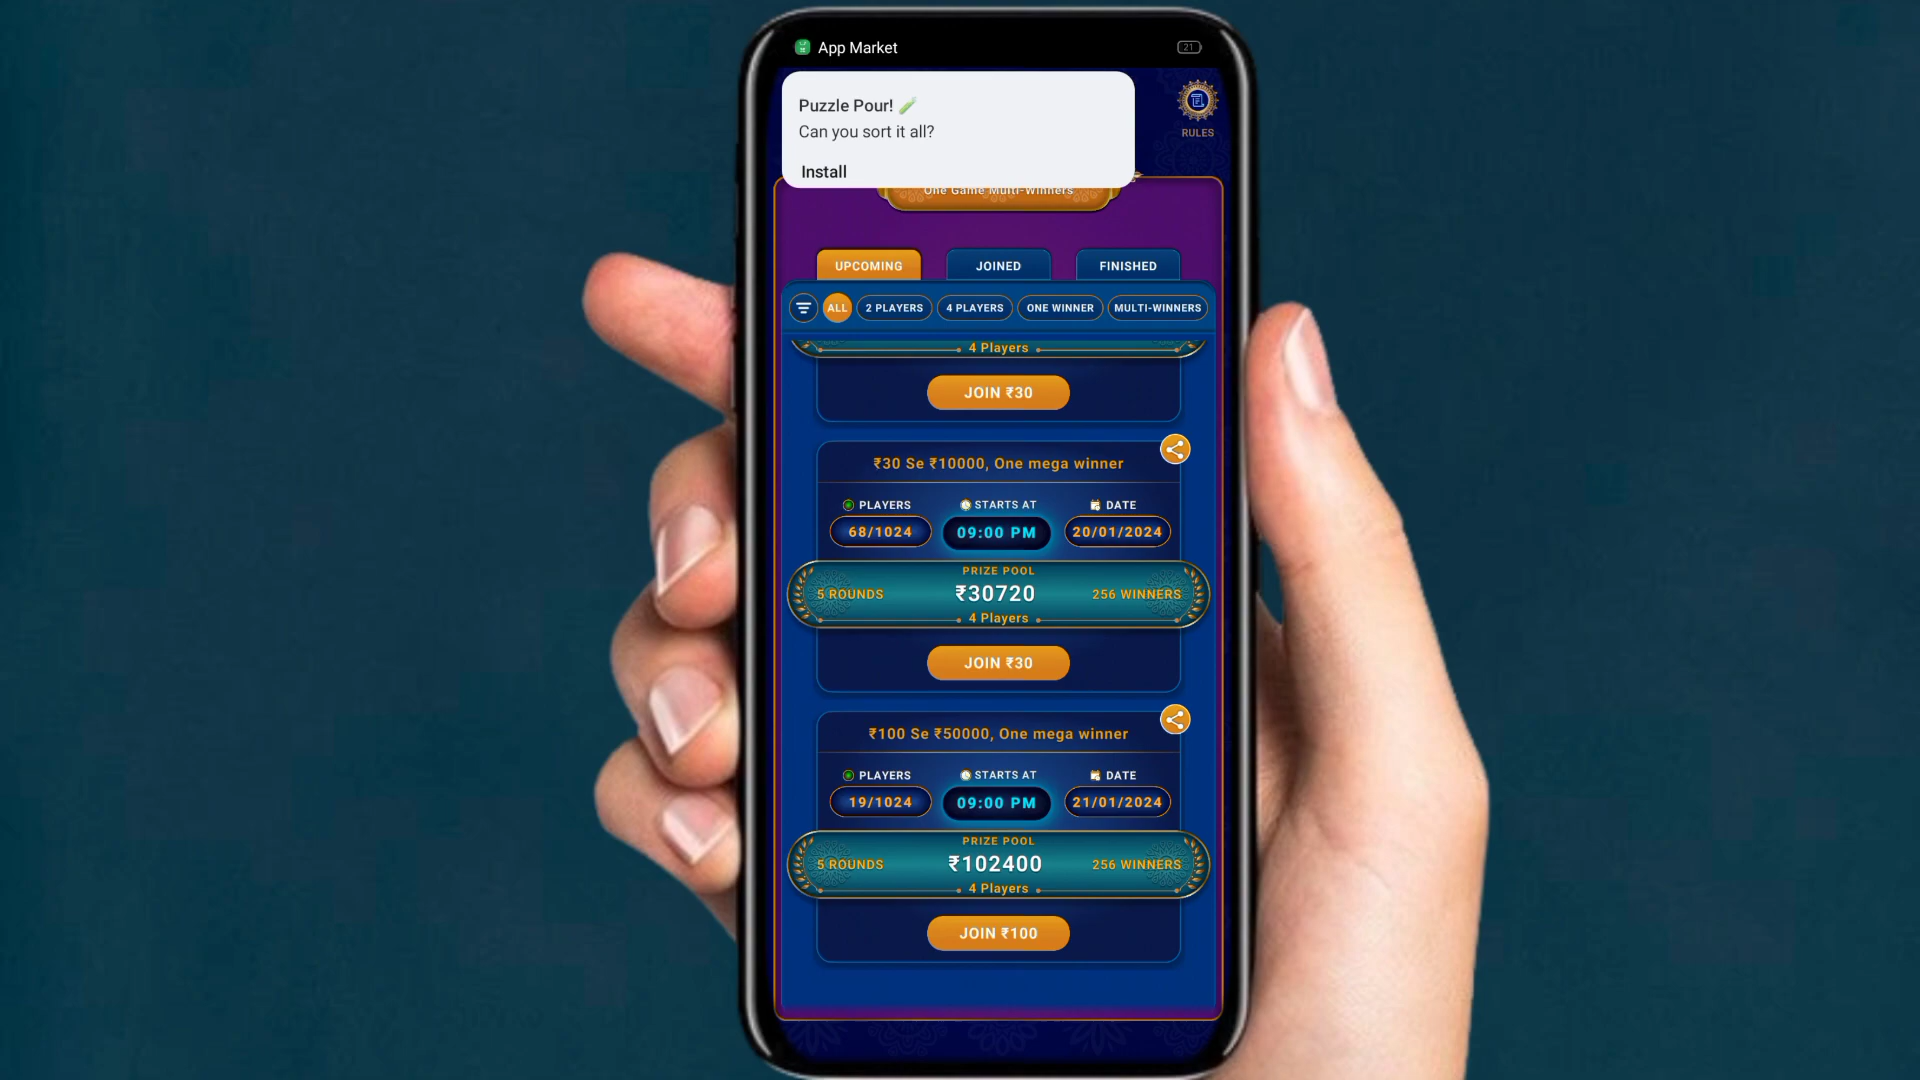 App Market
21
Puzzle Pour!
Can you sort it all?
Install
RULES
One Game Multi-Winners
UPCOMING JOINED FINISHED
ALL 2 PLAYERS 4 PLAYERS ONE WINNER MULTI-WINNERS
4 Players
JOIN ₹30
₹30 Se ₹10000, One mega winner
PLAYERS STARTS AT DATE
68/1024 09:00 PM 20/01/2024
PRIZE POOL
5 ROUNDS ₹30720 256 WINNERS
4 Players
JOIN ₹30
₹100 Se ₹50000, One mega winner
PLAYERS STARTS AT DATE
19/1024 09:00 PM 21/01/2024
PRIZE POOL
5 ROUNDS ₹102400 256 WINNERS
4 Players
JOIN ₹100